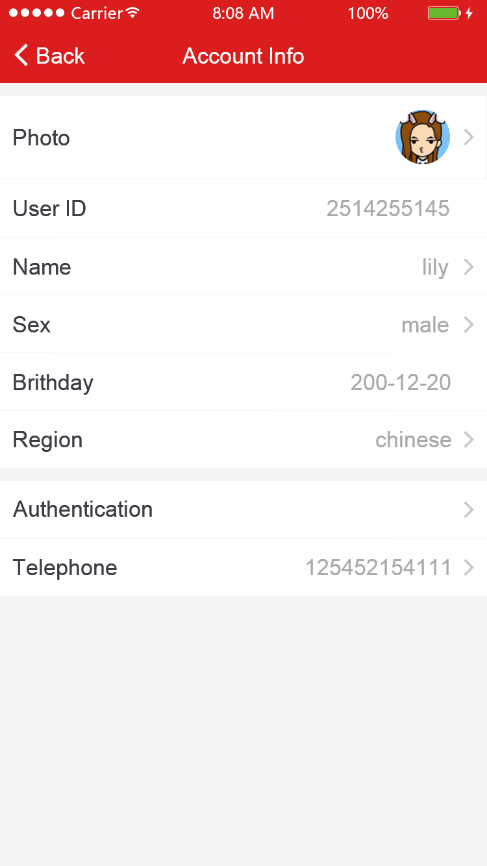 Carrier 8:08 AM 100%
Back Account Info
Photo
User ID 2514255145
Name lily
Sex male
Brithday 200-12-20
Region chinese
Authentication
Telephone 125452154111